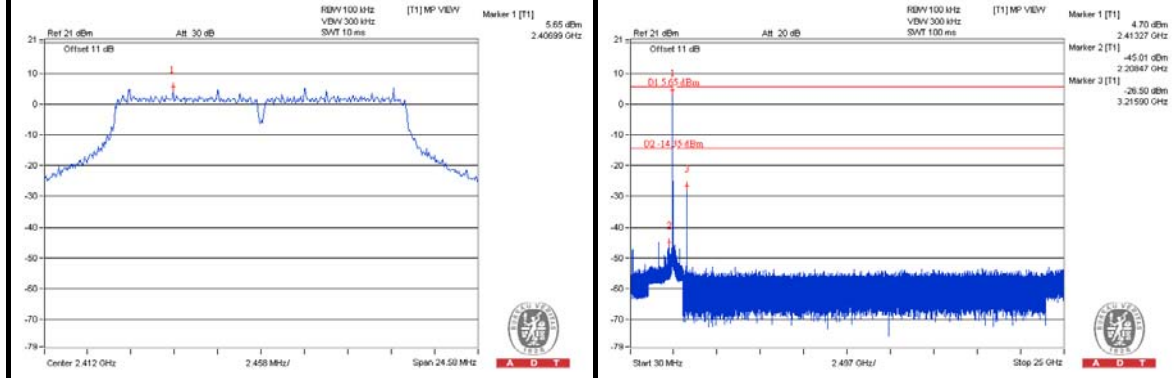 RBW 100 kHz
VBW 300 kHz
SWT 10 ms
[T1] MP VIEW
Marker 1 [T1]
5.65 dBm
2.40699 GHz
Ref 21 dBm
Att 30 dB
Offset 11 dB
21
10
0
-10
-20
-30
-40
-50
-60
-70
-79
1
Center 2.412 GHz
2.458 MHz/
Span 24.58 MHz
BUREAU VERITAS
1828
A D T
RBW 100 kHz
VBW 300 kHz
SWT 100 ms
[T1] MP VIEW
Marker 1 [T1]
4.70 dBm
2.41327 GHz
Marker 2 [T1]
-45.01 dBm
2.20847 GHz
Marker 3 [T1]
-26.50 dBm
3.21590 GHz
Ref 21 dBm
Att 20 dB
Offset 11 dB
21
10
0
-10
-20
-30
-40
-50
-60
-70
-79
1
D1 5.65 dBm
D2 -14.35 dBm
3
2
Start 30 MHz
2.497 GHz/
Stop 25 GHz
BUREAU VERITAS
1828
A D T